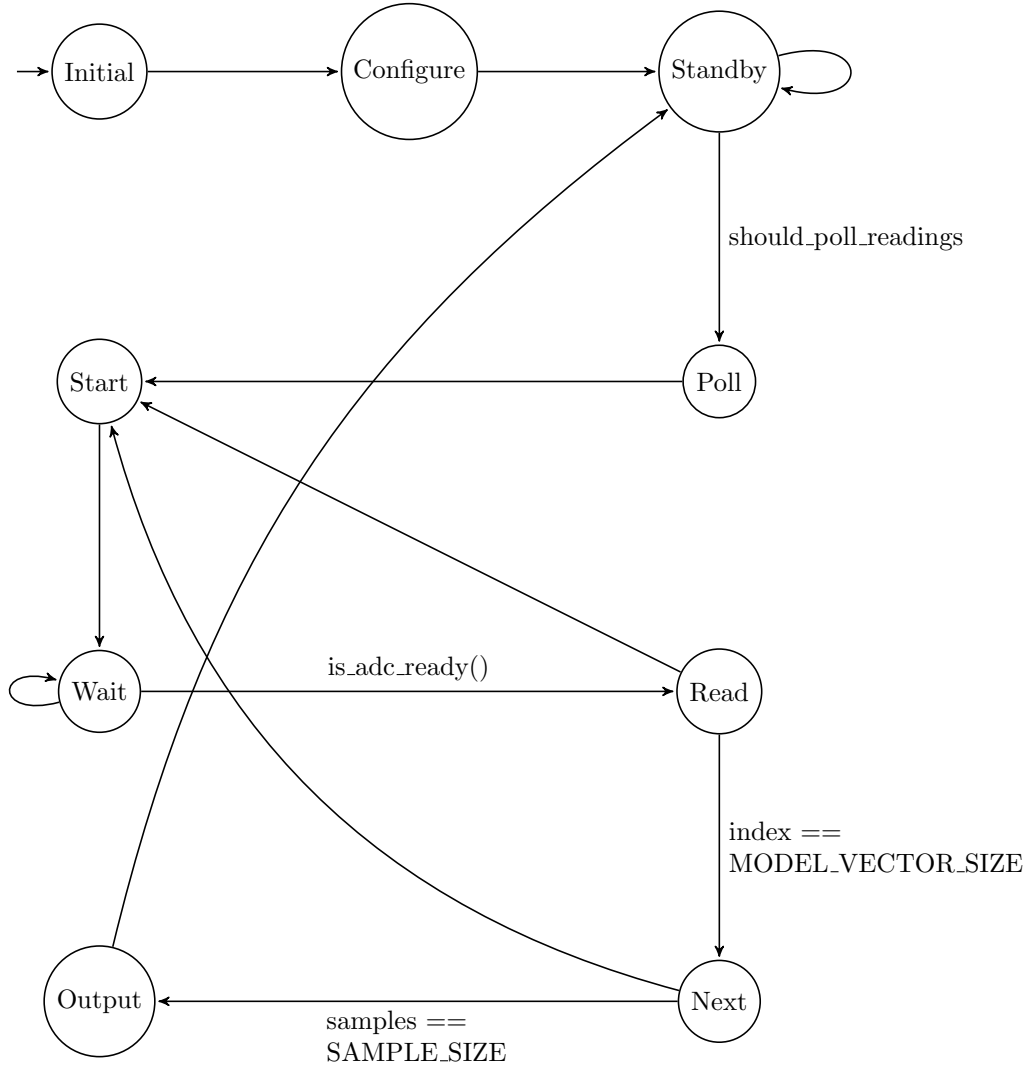 Initial
Configure
Standby
should_poll_readings
Start
Poll
Wait
is_adc_ready()
Read
index ==
MODEL_VECTOR_SIZE
Output
Next
samples ==
SAMPLE_SIZE